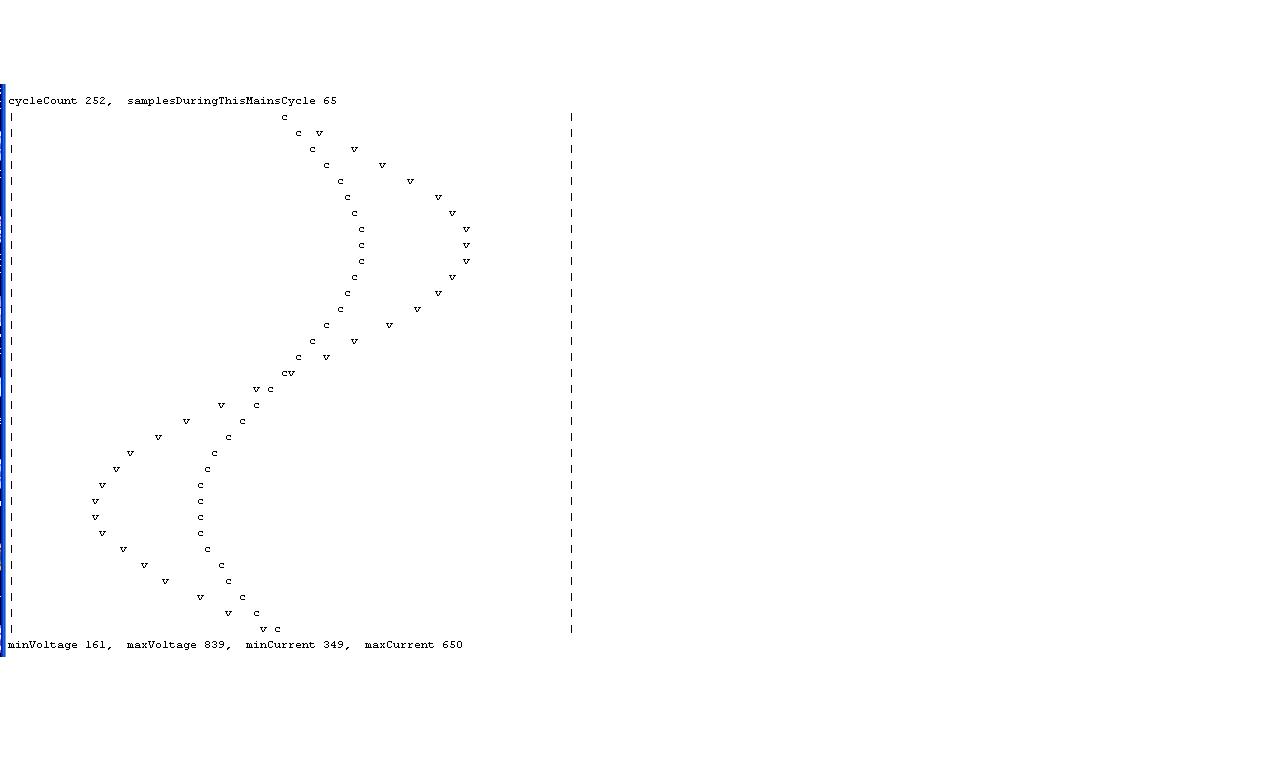 cycleCount 252,  samplesDuringThisMainsCycle 65
|                                      c                                        |
|                                        c  v                                   |
|                                          c     v                              |
|                                            c       v                          |
|                                              c         v                      |
|                                               c            v                  |
|                                                c             v                |
|                                                 c              v              |
|                                                 c              v              |
|                                                 c              v              |
|                                                c             v                |
|                                               c            v                  |
|                                              c          v                     |
|                                            c        v                         |
|                                          c     v                              |
|                                        c   v                                  |
|                                      cv                                       |
|                                  v c                                          |
|                             v    c                                            |
|                        v       c                                              |
|                    v         c                                                |
|                v           c                                                  |
|              v            c                                                   |
|            v             c                                                    |
|           v              c                                                    |
|           v              c                                                    |
|            v             c                                                    |
|               v           c                                                   |
|                  v          c                                                 |
|                     v        c                                                |
|                          v     c                                              |
|                              v   c                                            |
|                                   v c                                         |
minVoltage 161,  maxVoltage 839,  minCurrent 349,  maxCurrent 650